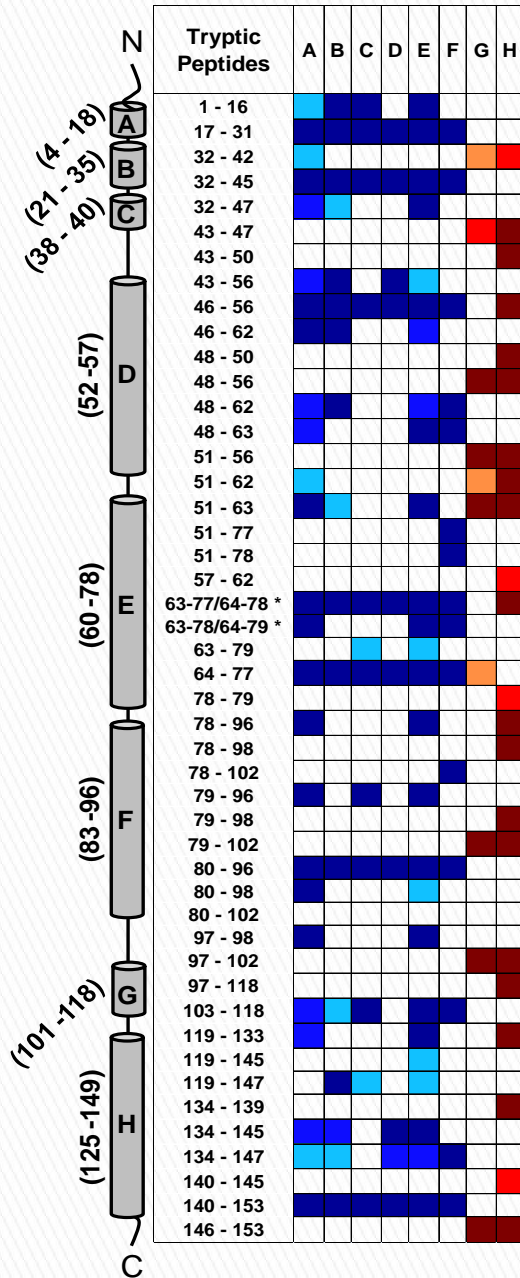 N
Tryptic
Peptides
A B C D E F G H
A
(4 - 18)
B
(21 - 35)
C
(38 - 40)
D
(52 -57)
E
(60 -78)
F
(83 -96)
G
(101 -118)
H
(125 -149)
C
1 - 16
17 - 31
32 - 42
32 - 45
32 - 47
43 - 47
43 - 50
43 - 56
46 - 56
46 - 62
48 - 50
48 - 56
48 - 62
48 - 63
51 - 56
51 - 62
51 - 63
51 - 77
51 - 78
57 - 62
63-77/64-78 *
63-78/64-79 *
63 - 79
64 - 77
78 - 79
78 - 96
78 - 98
78 - 102
79 - 96
79 - 98
79 - 102
80 - 96
80 - 98
80 - 102
97 - 98
97 - 102
97 - 118
103 - 118
119 - 133
119 - 145
119 - 147
134 - 139
134 - 145
134 - 147
140 - 145
140 - 153
146 - 153